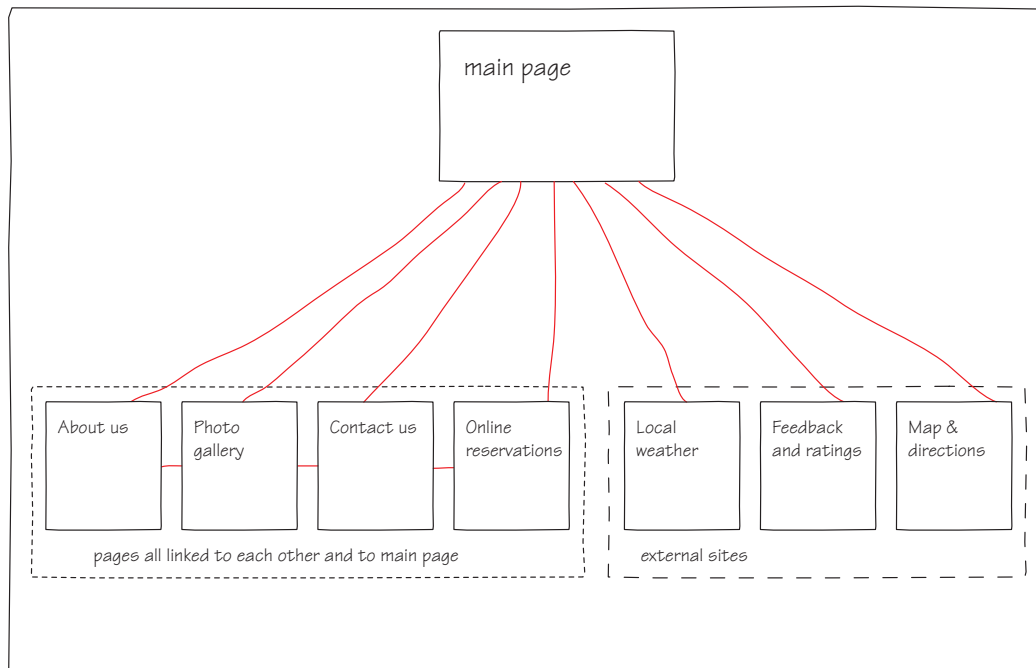 main page
About us
Photo
gallery
Contact us
Online
reservations
pages all linked to each other and to main page
Local
weather
Feedback
and ratings
Map &
directions
external sites